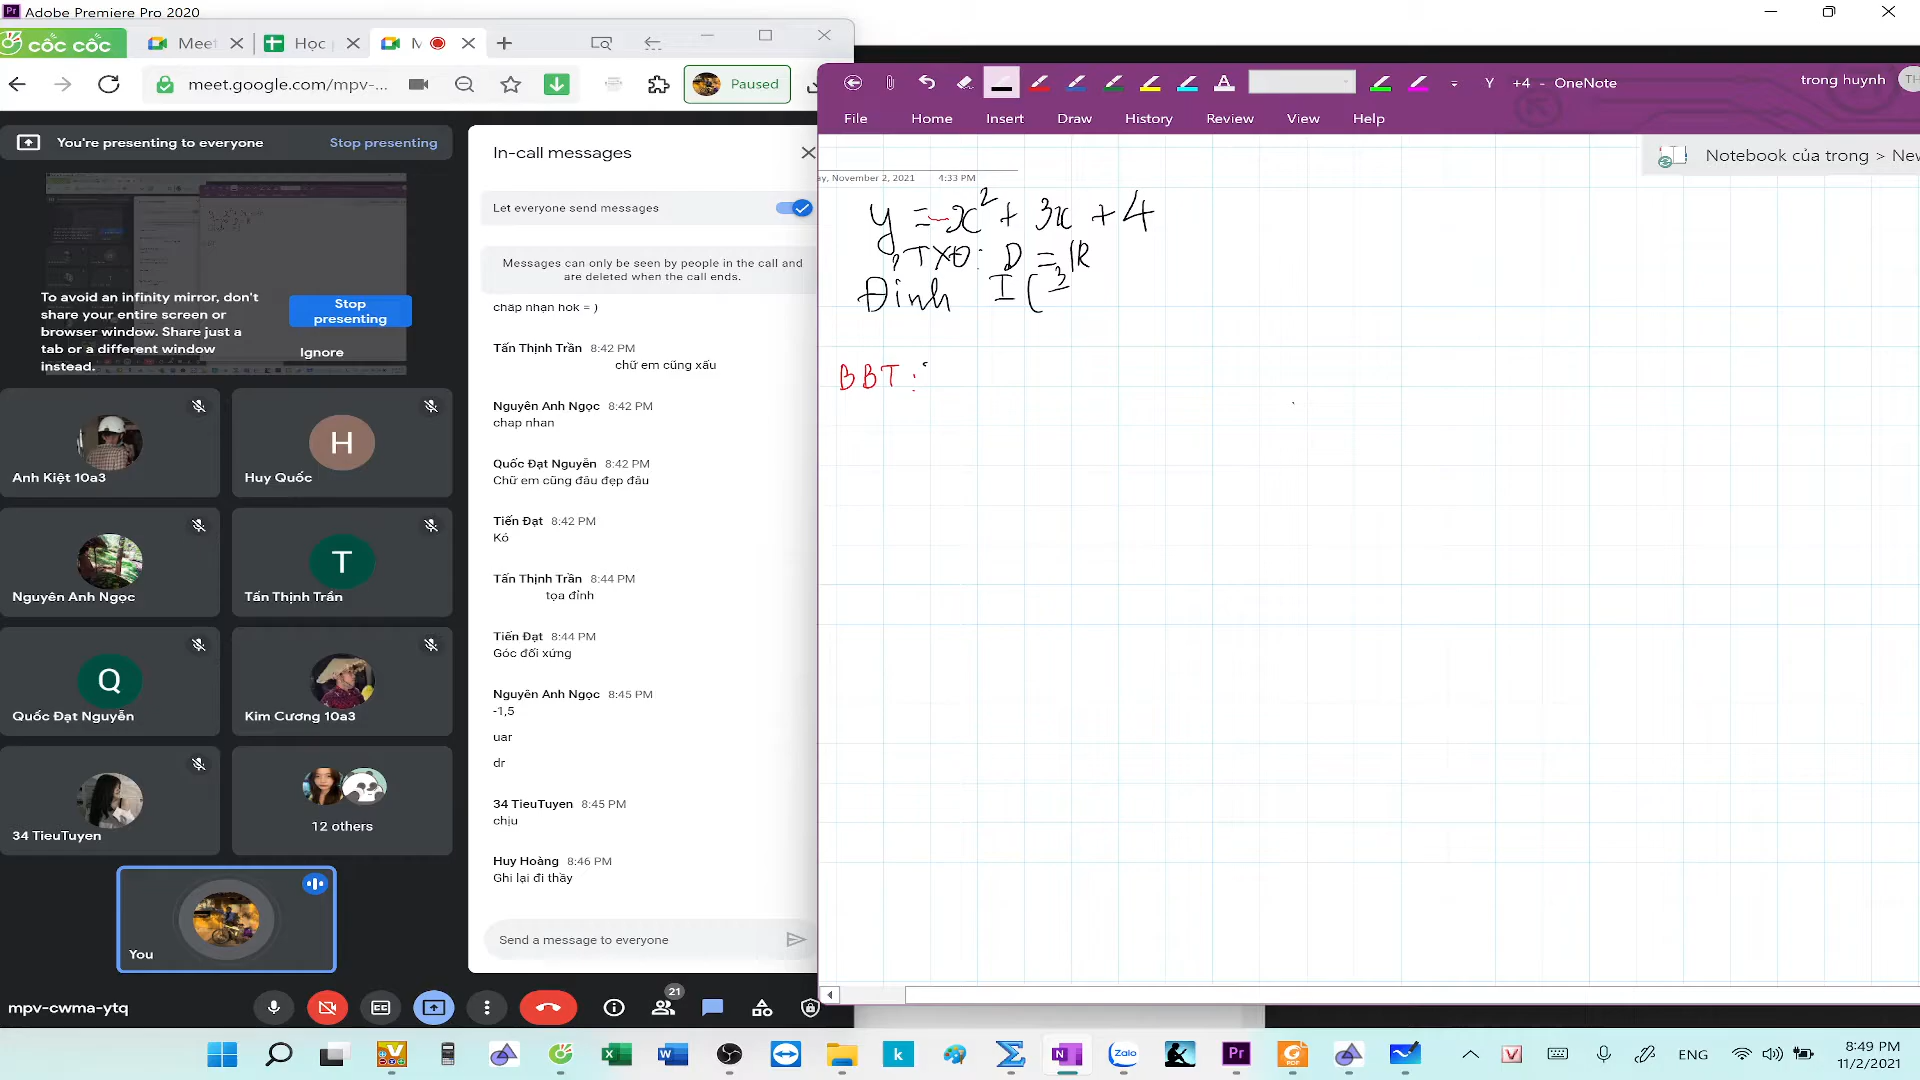 Adobe Premiere Pro 2020
cốc cốc
Meet
Học
M
meet.google.com/mpv-...
Paused
You're presenting to everyone
Stop presenting
To avoid an infinity mirror, don't
share your entire screen or
browser window. Share just a
tab or a different window
instead.
Stop
presenting
Ignore
Anh Kiệt 10a3
H
Huy Quốc
Nguyên Anh Ngọc
T
Tấn Thịnh Trần
Q
Quốc Đạt Nguyễn
Kim Cương 10a3
34 TieuTuyen
12 others
You
mpv-cwma-ytq
21
In-call messages
Let everyone send messages
Messages can only be seen by people in the call and
are deleted when the call ends.
chấp nhạn hok = )
Tấn Thịnh Trần 8:42 PM
chữ em cũng xấu
Nguyên Anh Ngọc 8:42 PM
chap nhan
Quốc Đạt Nguyễn 8:42 PM
Chữ em cũng đâu đẹp đâu
Tiến Đạt 8:42 PM
Kó
Tấn Thịnh Trần 8:44 PM
tọa đỉnh
Tiến Đạt 8:44 PM
Góc đối xứng
Nguyên Anh Ngọc 8:45 PM
-1,5
uar
dr
34 TieuTuyen 8:45 PM
chịu
Huy Hoàng 8:46 PM
Ghi lại đi thầy
Send a message to everyone
Y +4 - OneNote
trong huynh
TH
File Home Insert Draw History Review View Help
Notebook của trong > New
ay, November 2, 2021 4:33 PM
y = -x² + 3x + 4
TXĐ: D = ℝ
Đỉnh I (3
BBT:
ENG
8:49 PM
11/2/2021